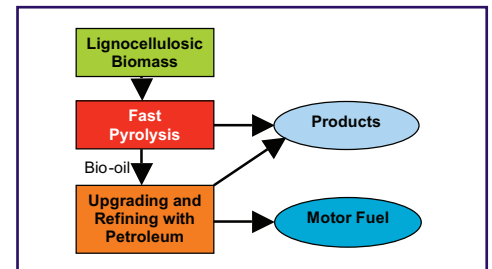 Lignocellulosic
Biomass
Fast
Pyrolysis
Products
Bio-oil
Upgrading and
Refining with
Petroleum
Motor Fuel